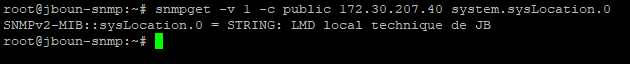 root@jboun-snmp:~# snmpget -v 1 -c public 172.30.207.40 system.sysLocation.0
SNMPv2-MIB::sysLocation.0 = STRING: LMD local technique de JB
root@jboun-snmp:~#